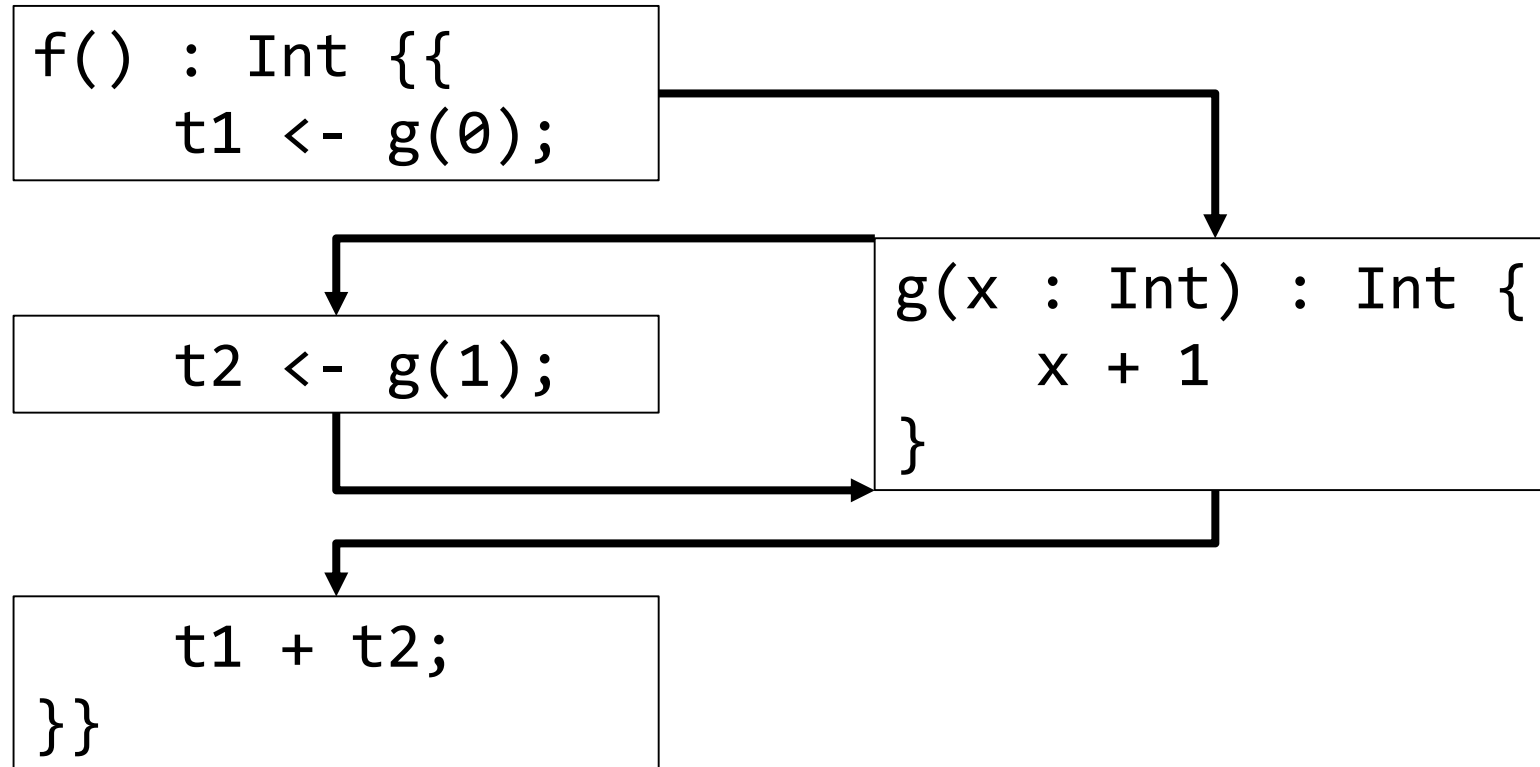 f() : Int {{
t1 <- g(0);
g(x : Int) : Int {
x + 1
}
t2 <- g(1);
t1 + t2;
}}